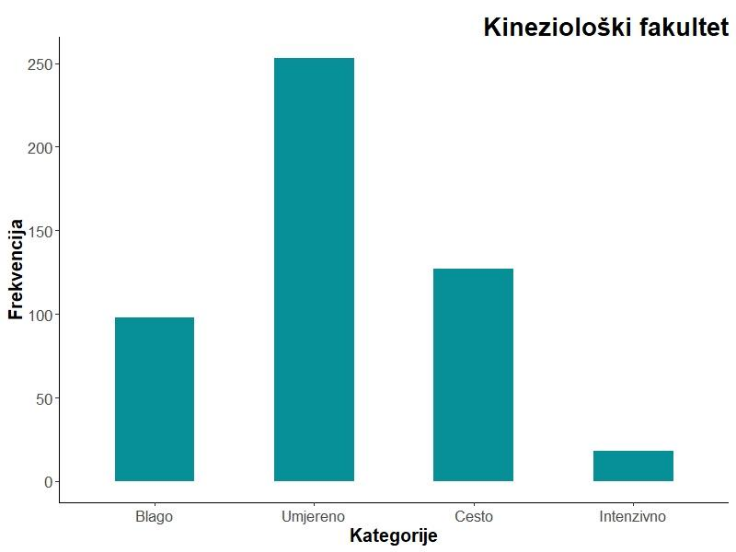 Kineziološki fakultet
Frekvencija
250
200
150
100
50
0
Blago Umjereno Cesto Intenzivno
Kategorije